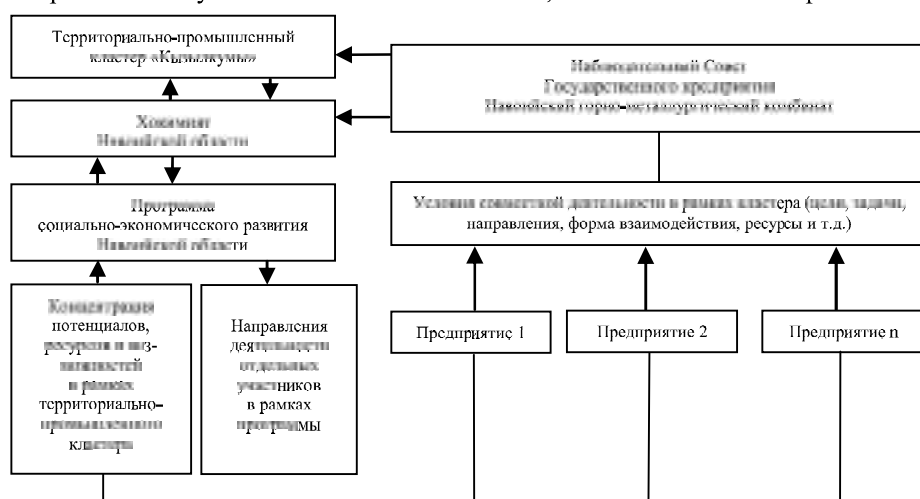 Территориально-промышленный
кластер «Кызылкумы»
Наблюдательный Совет
Государственного предприятия
Навоийский горно-металлургический комбинат
Хокимият
Навоийской области
Программа
социально-экономического развития
Навоийской области
Условия совместной деятельности в рамках кластера (цели, задачи,
направления, форма взаимодействия, ресурсы и т.д.)
Концентрация
потенциалов,
ресурсов и воз-
можностей
в рамках
территориально-
промышленного
кластера
Направления
деятельности
отдельных
участников
в рамках
программы
Предприятие 1
Предприятие 2
Предприятие n